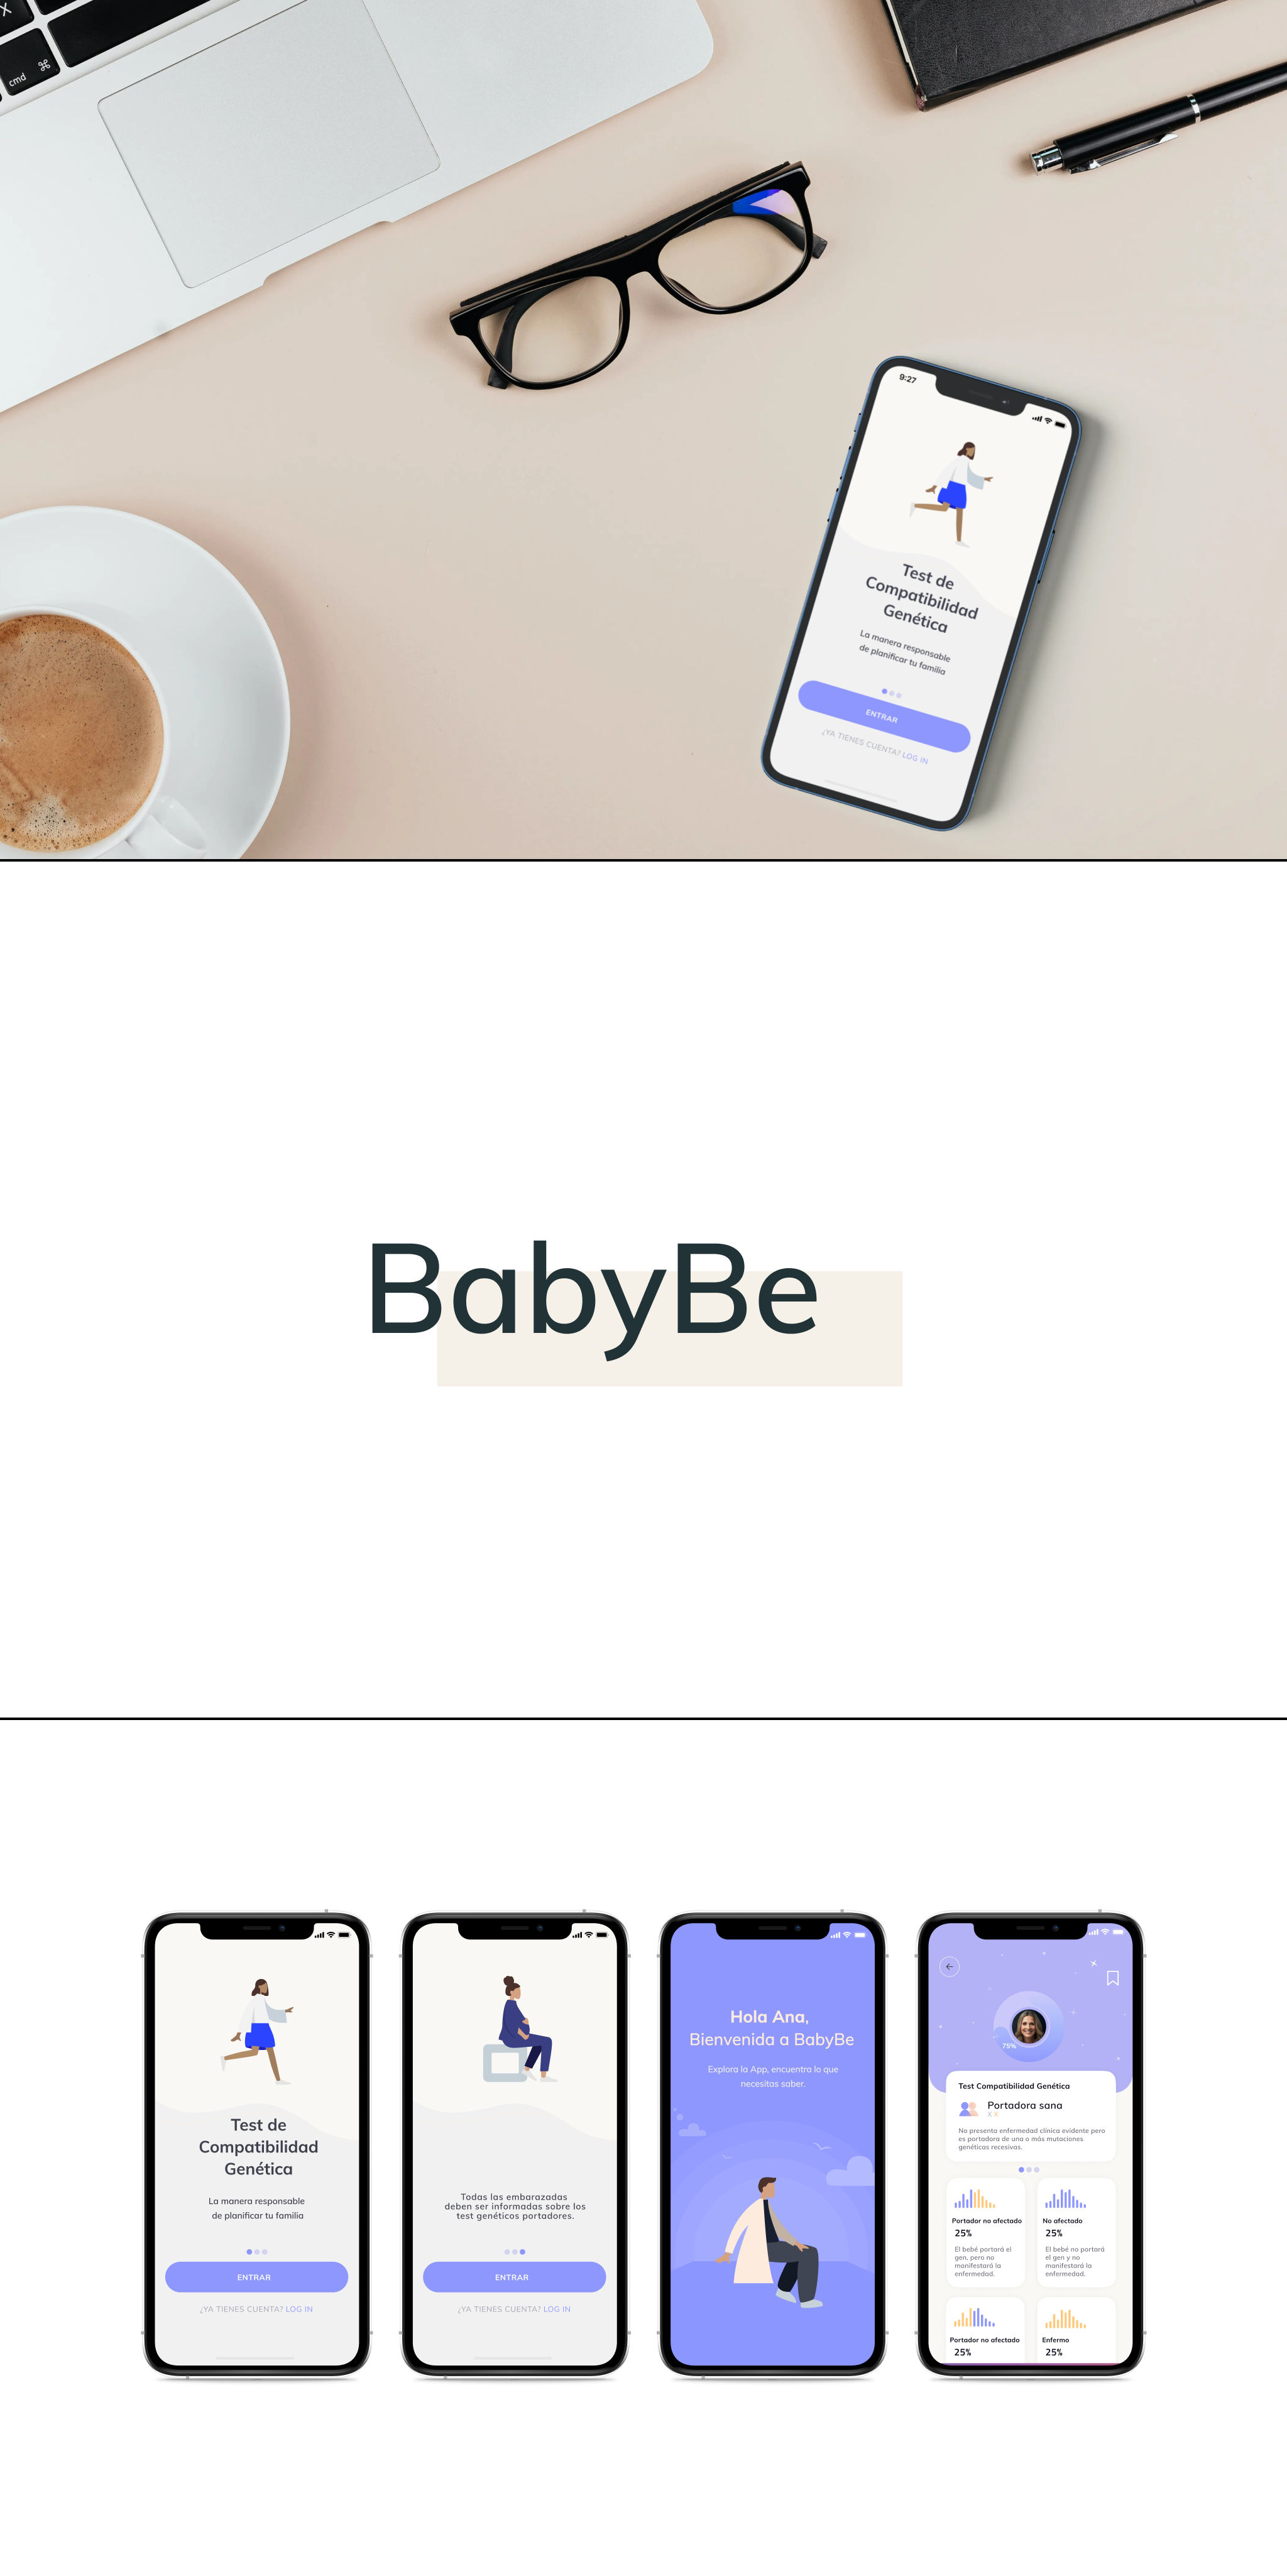 X
cmd ⌘
9:27
Test de
Compatibilidad
Genética
La manera responsable
de planificar tu familia
ENTRAR
¿YA TIENES CUENTA? LOG IN
BabyBe
Test de
Compatibilidad
Genética
La manera responsable
de planificar tu familia
ENTRAR
¿YA TIENES CUENTA? LOG IN
Todas las embarazadas
deben ser informadas sobre los
test genéticos portadores.
ENTRAR
¿YA TIENES CUENTA? LOG IN
Hola Ana,
Bienvenida a BabyBe
Explora la App, encuentra lo que
necesitas saber.
75%
Test Compatibilidad Genética
Portadora sana
X X
No presenta enfermedad clínica evidente pero
es portadora de una o más mutaciones
genéticas recesivas.
Portador no afectado
25%
El bebé portará el
gen, pero no
manifestará la
enfermedad.
No afectado
25%
El bebé no portará
el gen y no
manifestará la
enfermedad.
Portador no afectado
25%
Enfermo
25%